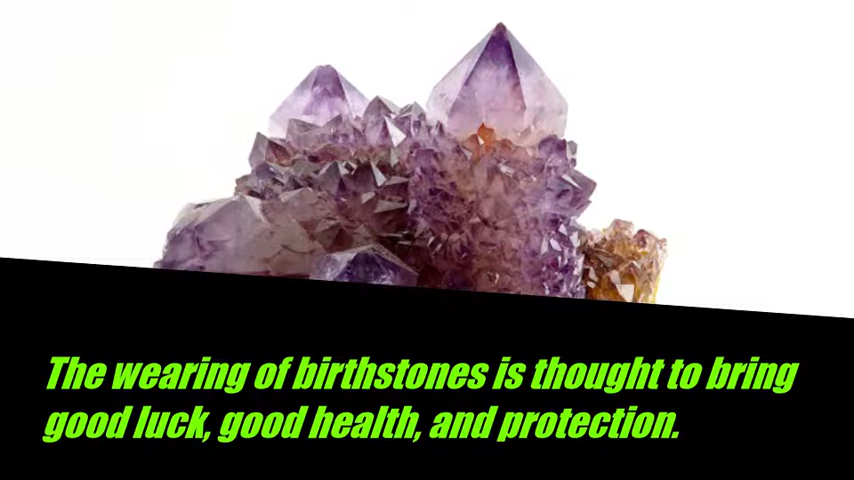 The wearing of birthstones is thought to bring
good luck, good health, and protection.